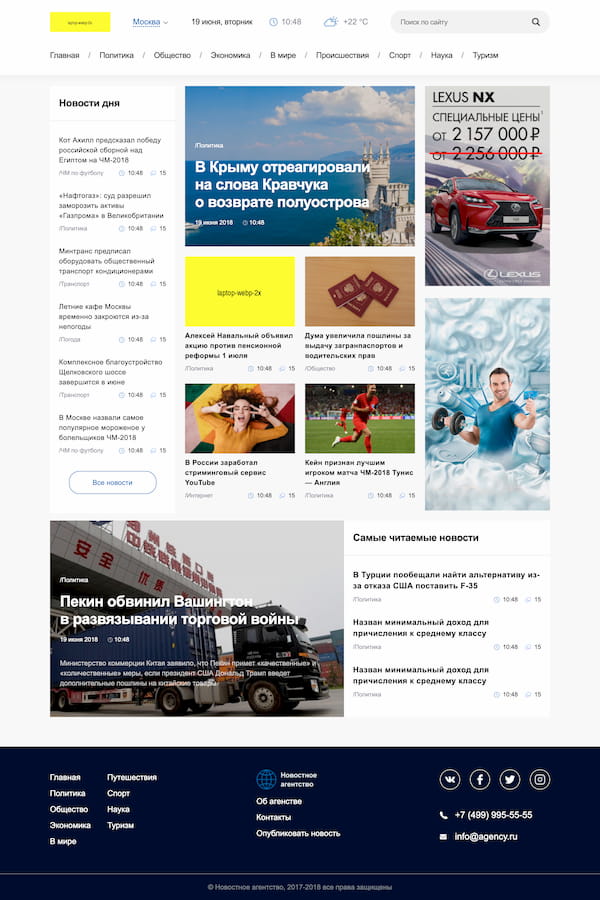 laptop-webp-2x
Москва
19 июня, вторник
10:48
+22 °C
Поиск по сайту
Главная / Политика / Общество / Экономика / В мире / Происшествия / Спорт / Наука / Туризм
Новости дня
Кот Ахилл предсказал победу
российской сборной над
Египтом на ЧМ-2018
/ЧМ по футболу 10:48 15
«Нафтогаз»: суд разрешил
заморозить активы
«Газпрома» в Великобритании
/Политика 10:48 15
Минтранс предписал
оборудовать общественный
транспорт кондиционерами
/Транспорт 10:48 15
Летние кафе Москвы
временно закроются из-за
непогоды
/Погода 10:48 15
Комплексное благоустройство
Щелковского шоссе
завершится в июне
/Транспорт 10:48 15
В Москве назвали самое
популярное мороженое у
болельщиков ЧМ-2018
/ЧМ по футболу 10:48 15
Все новости
/Политика
В Крыму отреагировали
на слова Кравчука
о возврате полуострова
19 июня 2018 10:48
laptop-webp-2x
Алексей Навальный объявил
акцию против пенсионной
реформы 1 июля
/Политика 10:48 15
Дума увеличила пошлины за
выдачу загранпаспортов и
водительских прав
/Общество 10:48 15
В России заработал
стриминговый сервис
YouTube
/Интернет 10:48 15
Кейн признан лучшим
игроком матча ЧМ-2018 Тунис
— Англия
/Политика 10:48 15
LEXUS NX
СПЕЦИАЛЬНЫЕ ЦЕНЫ¹
ОТ 2 157 000 ₽
ОТ 2 256 000 ₽
LEXUS
/Политика
Пекин обвинил Вашингтон
в развязывании торговой войны
19 июня 2018 10:48
Министерство коммерции Китая заявило, что Пекин примет «качественные» и
«количественные» меры, если президент США Дональд Трамп введет
дополнительные пошлины на китайские товары
安全 优质
Самые читаемые новости
В Турции пообещали найти альтернативу из-
за отказа США поставить F-35
/Политика 10:48 15
Назван минимальный доход для
причисления к среднему классу
/Политика 10:48 15
Назван минимальный доход для
причисления к среднему классу
/Политика 10:48 15
Главная
Политика
Общество
Экономика
В мире
Путешествия
Спорт
Наука
Туризм
Новостное
агентство
Об агенстве
Контакты
Опубликовать новость
+7 (499) 995-55-55
info@agency.ru
© Новостное агентство, 2017-2018 все права защищены